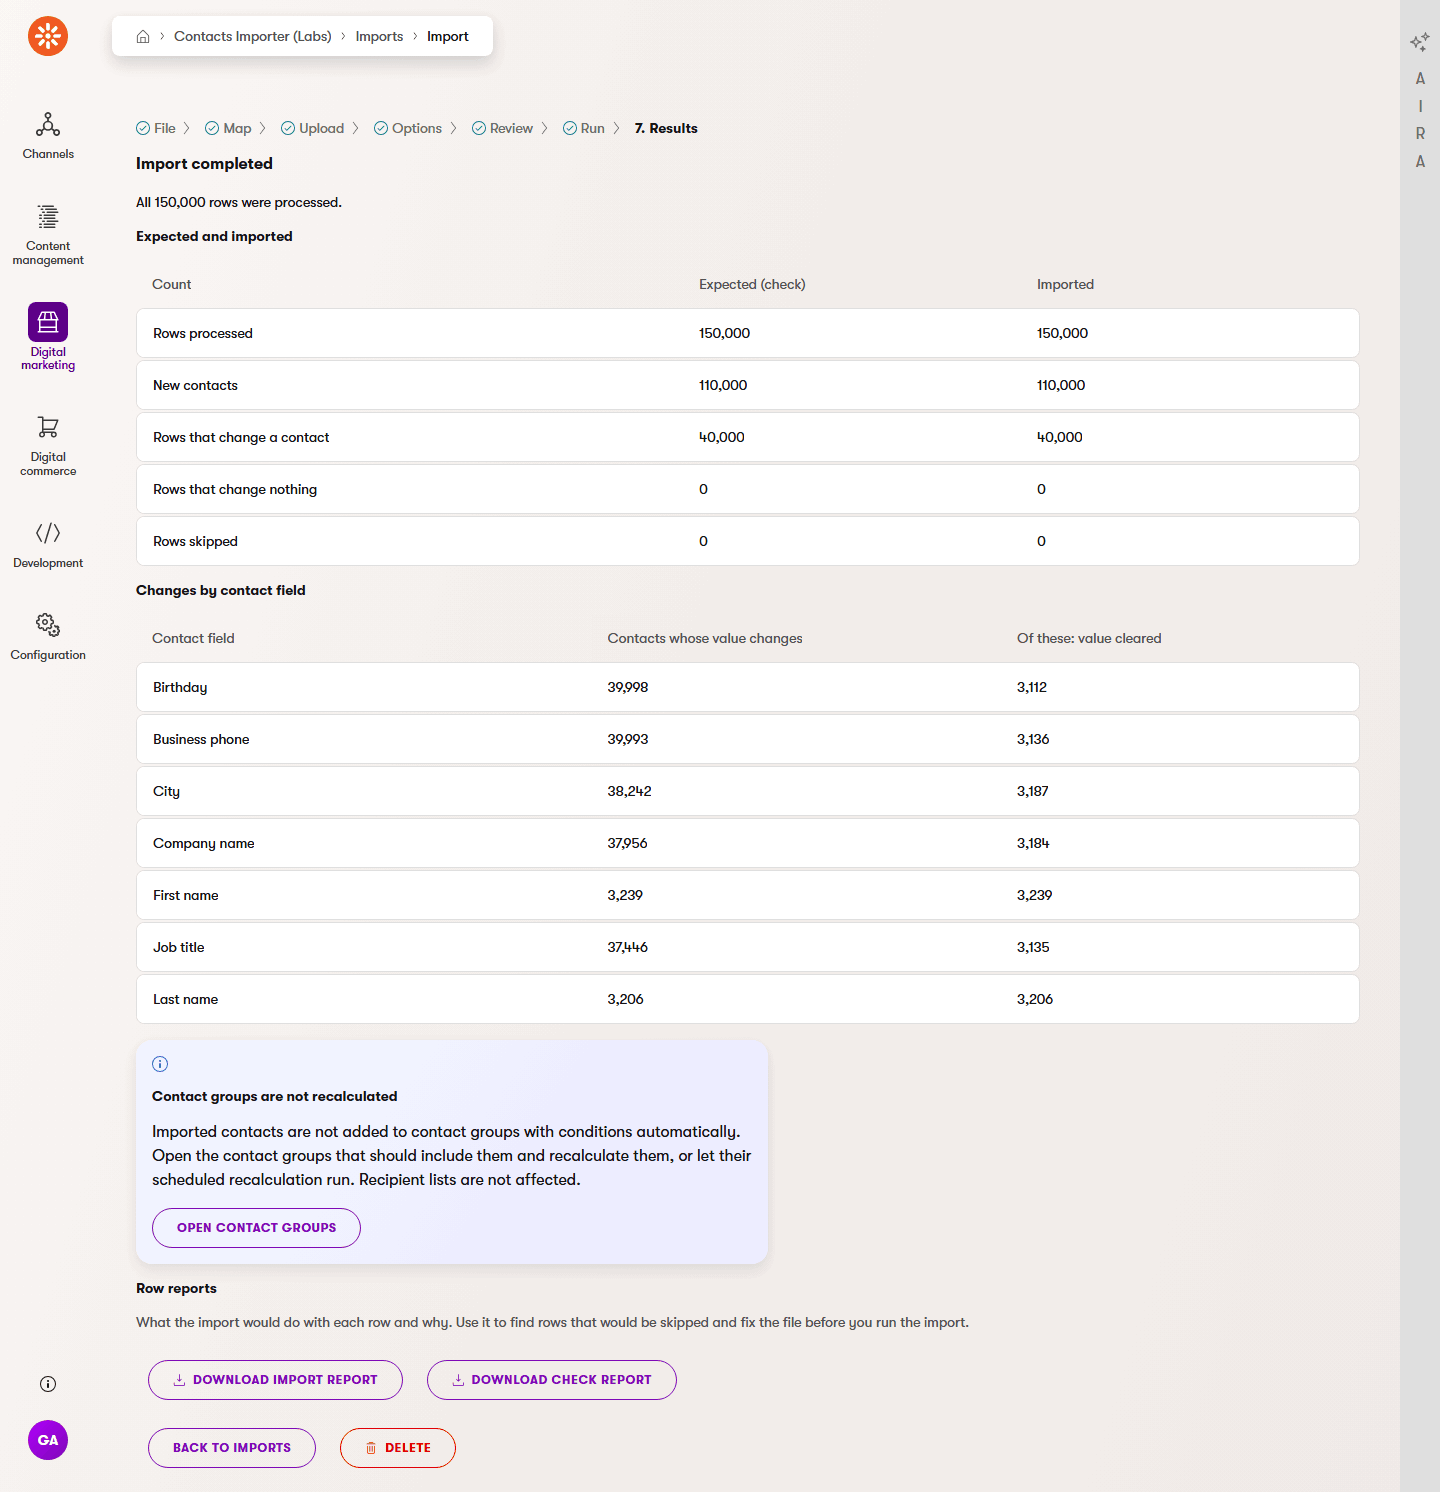 Contacts Importer (Labs) > Imports > Import
Channels
Content
management
Digital
marketing
Digital
commerce
Development
Configuration
GA
A
I
R
A
File > Map > Upload > Options > Review > Run > 7. Results
Import completed
All 150,000 rows were processed.
Expected and imported
Count Expected (check) Imported
Rows processed 150,000 150,000
New contacts 110,000 110,000
Rows that change a contact 40,000 40,000
Rows that change nothing 0 0
Rows skipped 0 0
Changes by contact field
Contact field Contacts whose value changes Of these: value cleared
Birthday 39,998 3,112
Business phone 39,993 3,136
City 38,242 3,187
Company name 37,956 3,184
First name 3,239 3,239
Job title 37,446 3,135
Last name 3,206 3,206
Contact groups are not recalculated
Imported contacts are not added to contact groups with conditions automatically.
Open the contact groups that should include them and recalculate them, or let their
scheduled recalculation run. Recipient lists are not affected.
OPEN CONTACT GROUPS
Row reports
What the import would do with each row and why. Use it to find rows that would be skipped and fix the file before you run the import.
DOWNLOAD IMPORT REPORT DOWNLOAD CHECK REPORT
BACK TO IMPORTS DELETE